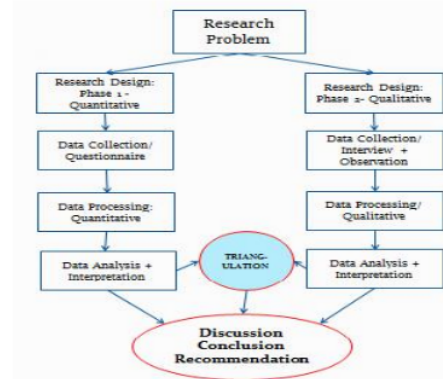 Research
Problem
Research Design:
Phase 1 -
Quantitative
Data Collection/
Questionnaire
Data Processing:
Quantitative
Data Analysis +
Interpretation
Research Design:
Phase 2- Qualitative
Data Collection/
Interview +
Observation
Data Processing/
Qualitative
Data Analysis +
Interpretation
TRIANG-
ULATION
Discussion
Conclusion
Recommendation